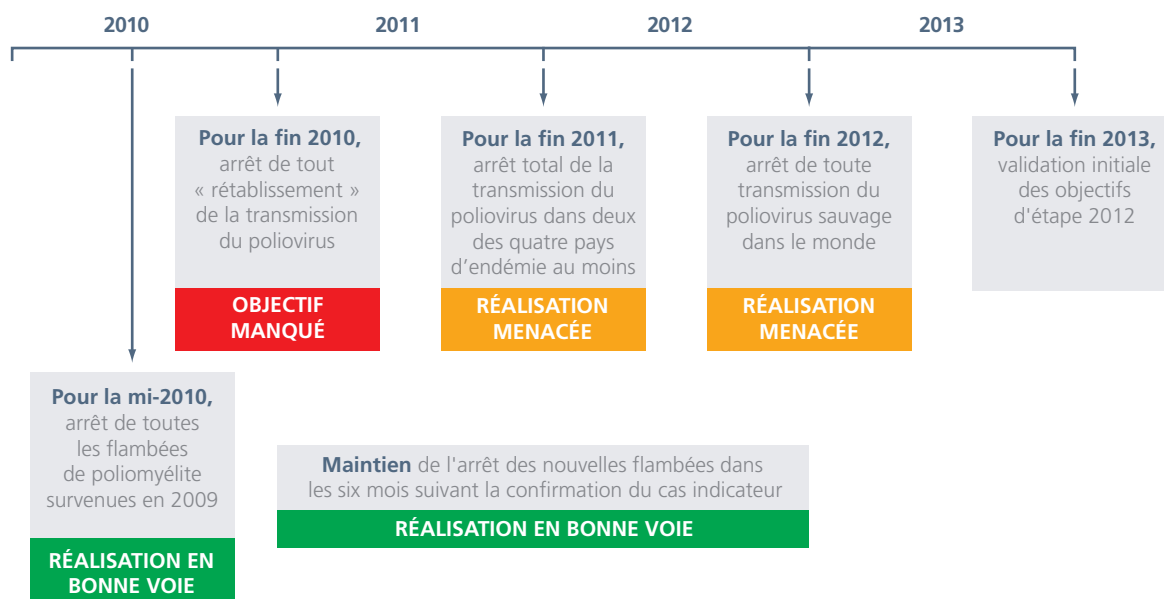 2010
2011
2012
2013
Pour la fin 2010,
arrêt de tout
« rétablissement »
de la transmission
du poliovirus
OBJECTIF
MANQUÉ
Pour la fin 2011,
arrêt total de la
transmission du
poliovirus dans deux
des quatre pays
d’endémie au moins
RÉALISATION
MENACÉE
Pour la fin 2012,
arrêt de toute
transmission du
poliovirus sauvage
dans le monde
RÉALISATION
MENACÉE
Pour la fin 2013,
validation initiale
des objectifs
d'étape 2012
Pour la mi-2010,
arrêt de toutes
les flambées
de poliomyélite
survenues en 2009
RÉALISATION EN
BONNE VOIE
Maintien de l'arrêt des nouvelles flambées dans
les six mois suivant la confirmation du cas indicateur
RÉALISATION EN BONNE VOIE